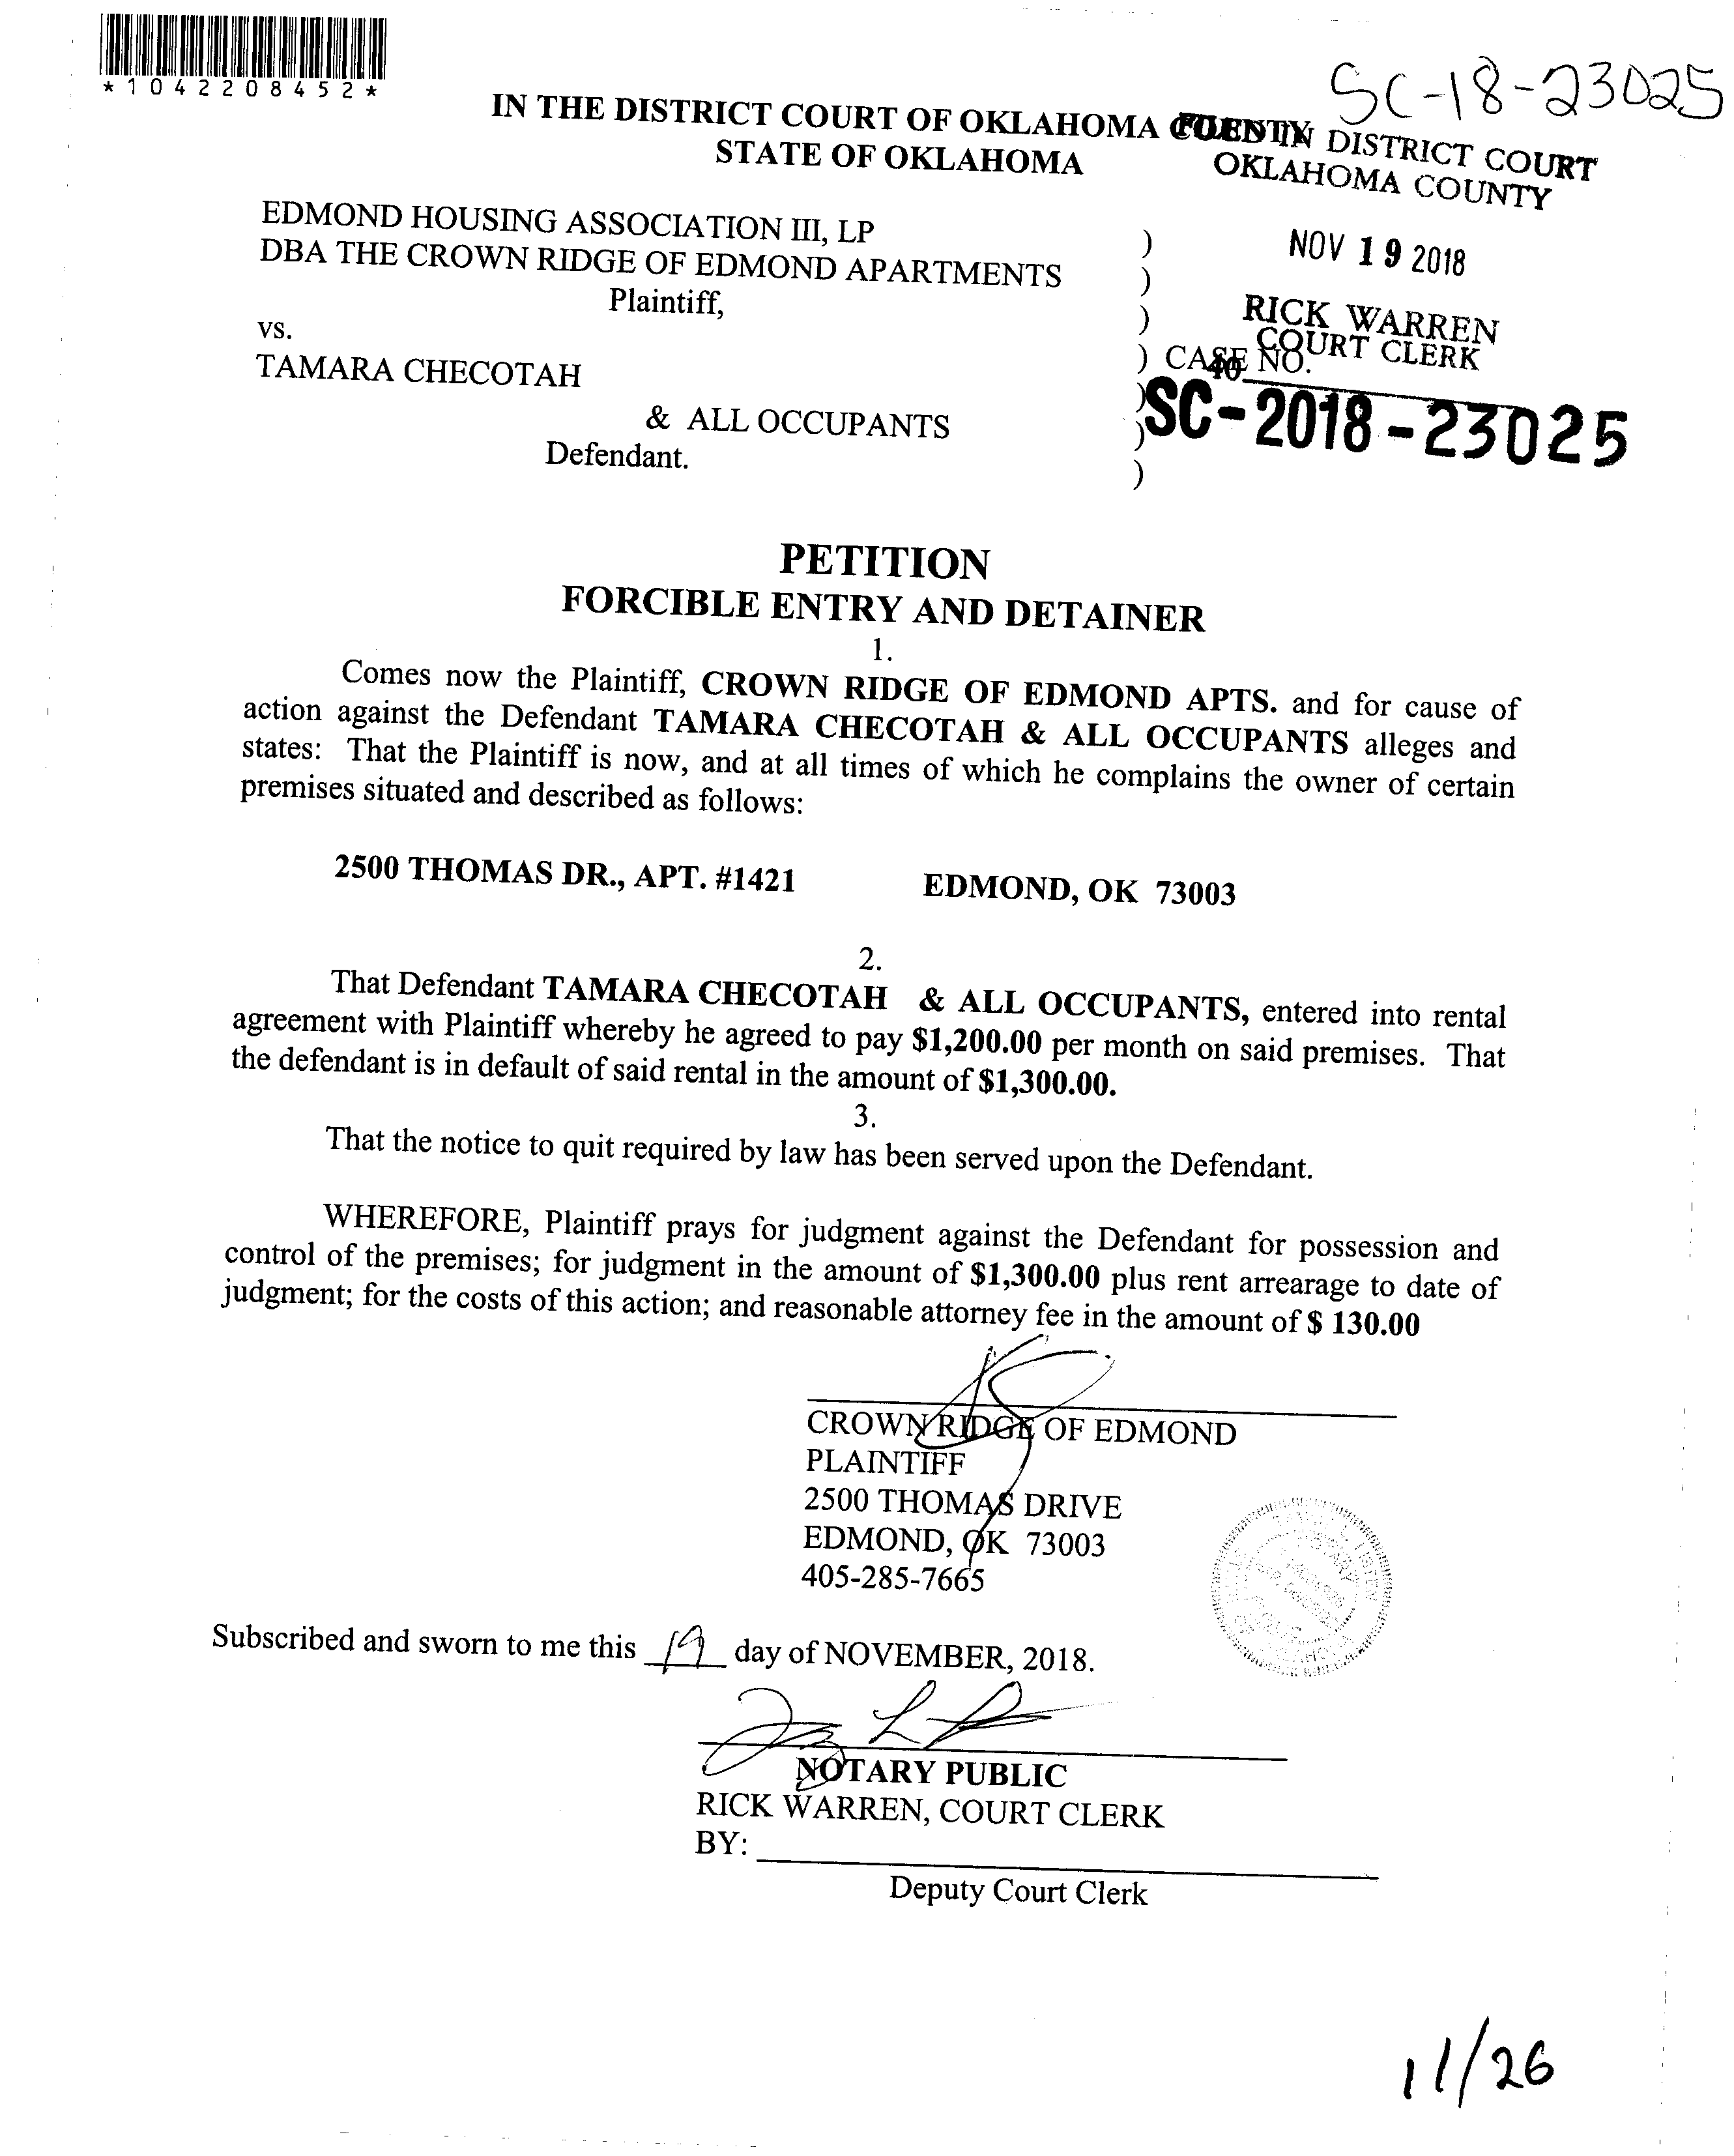 *1042208452*
SC-18-23025
IN THE DISTRICT COURT OF OKLAHOMA COUNTY
STATE OF OKLAHOMA
FILED IN DISTRICT COURT
OKLAHOMA COUNTY
NOV 19 2018
RICK WARREN
COURT CLERK
40
EDMOND HOUSING ASSOCIATION III, LP )
DBA THE CROWN RIDGE OF EDMOND APARTMENTS )
Plaintiff, )
vs.
TAMARA CHECOTAH ) CASE NO.
)
SC-2018-23025
& ALL OCCUPANTS )
Defendant. )
PETITION
FORCIBLE ENTRY AND DETAINER
1.
Comes now the Plaintiff, CROWN RIDGE OF EDMOND APTS. and for cause of
action against the Defendant TAMARA CHECOTAH & ALL OCCUPANTS alleges and
states: That the Plaintiff is now, and at all times of which he complains the owner of certain
premises situated and described as follows:
2500 THOMAS DR., APT. #1421 EDMOND, OK 73003
2.
That Defendant TAMARA CHECOTAH & ALL OCCUPANTS, entered into rental
agreement with Plaintiff whereby he agreed to pay $1,200.00 per month on said premises. That
the defendant is in default of said rental in the amount of $1,300.00.
3.
That the notice to quit required by law has been served upon the Defendant.
WHEREFORE, Plaintiff prays for judgment against the Defendant for possession and
control of the premises; for judgment in the amount of $1,300.00 plus rent arrearage to date of
judgment; for the costs of this action; and reasonable attorney fee in the amount of $ 130.00
CROWN RIDGE OF EDMOND
PLAINTIFF
2500 THOMAS DRIVE
EDMOND, OK 73003
405-285-7665
Subscribed and sworn to me this 19 day of NOVEMBER, 2018.
NOTARY PUBLIC
RICK WARREN, COURT CLERK
BY:
Deputy Court Clerk
11/26